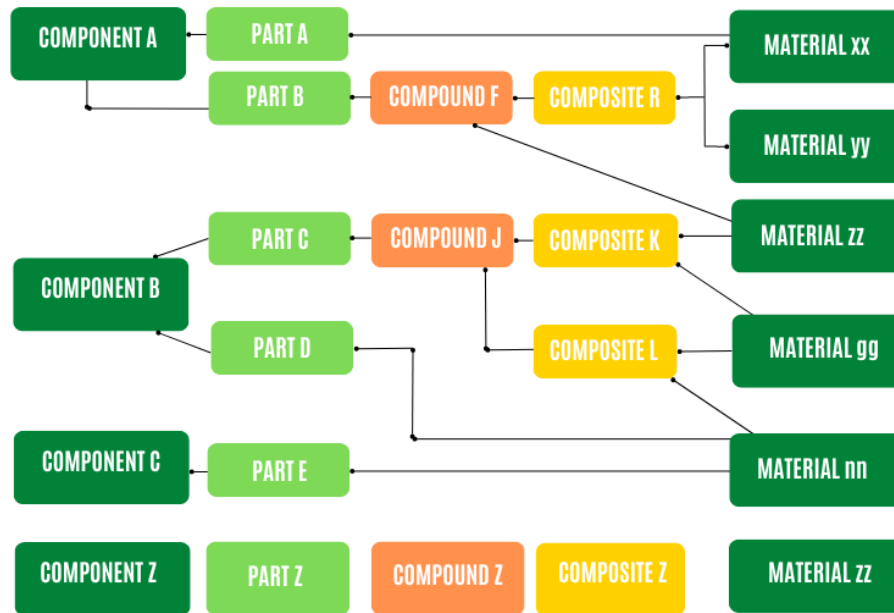 COMPONENT A
PART A
MATERIAL xx
PART B
COMPOUND F
COMPOSITE R
MATERIAL yy
PART C
COMPOUND J
COMPOSITE K
MATERIAL zz
COMPONENT B
PART D
COMPOSITE L
MATERIAL gg
COMPONENT C
PART E
MATERIAL nn
COMPONENT Z
PART Z
COMPOUND Z
COMPOSITE Z
MATERIAL zz